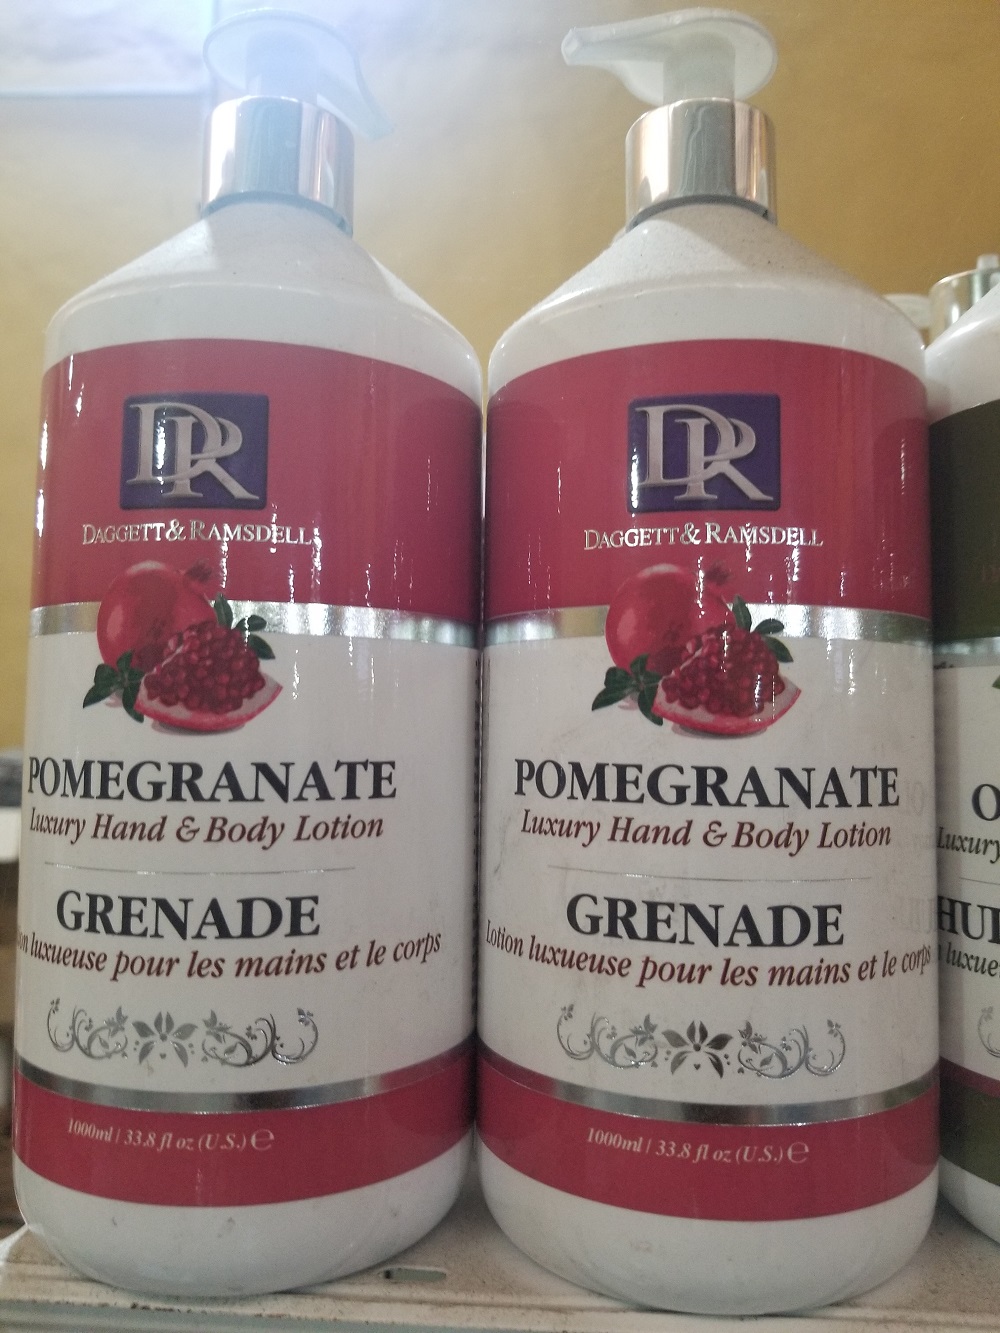 DR
DAGGETT & RAMSDELL
POMEGRANATE
Luxury Hand & Body Lotion
GRENADE
luxueuse pour les mains et le corps
1000ml / 33.8 fl oz (U.S.) ℮
DR
DAGGETT & RAMSDELL
POMEGRANATE
Luxury Hand & Body Lotion
GRENADE
Lotion luxueuse pour les mains et le corps
1000ml / 33.8 fl oz (U.S.) ℮
Luxury